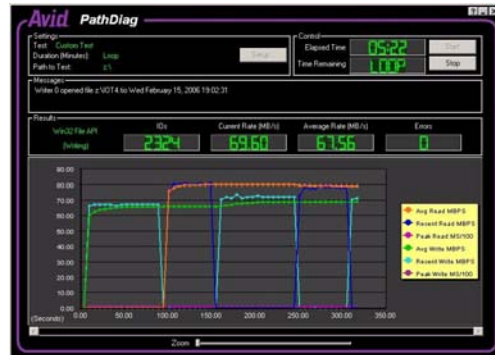 Avid PathDiag
Settings
Test: Custom Test
Duration (Minutes): Loop
Path to Test: z:\
Setup
Control
Elapsed Time 05:22 Start
Time Remaining LOOP Stop
Messages
Writer 0 opened file z:\IOT4 to Wed February 15, 2006 19:02:31
Results
Win32 File API
(Writing)
IOs Current Rate (MB/s) Average Rate (MB/s) Errors
2324 69.60 67.56 0
90.00
80.00
70.00
60.00
50.00
40.00
30.00
20.00
10.00
0.00
(Seconds) 0.00 50.00 100.00 150.00 200.00 250.00 300.00 350.00
Avg Read MBPS
Recent Read MBPS
Peak Read MS/100
Avg Write MBPS
Recent Write MBPS
Peak Write MS/100
Zoom